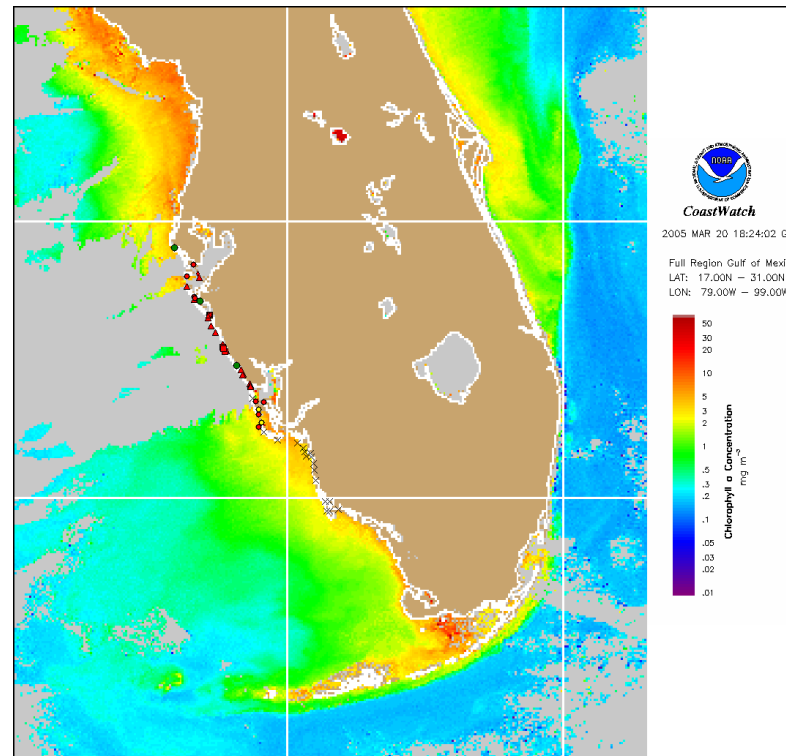 NOAA
CoastWatch
2005 MAR 20 18:24:02 G
Full Region Gulf of Mexi
LAT: 17.00N − 31.00N
LON: 79.00W − 99.00W
50
30
20
10
5
3
2
1
.5
.3
.2
.1
.05
.03
.02
.01
Chlorophyll a Concentration
mg m⁻³